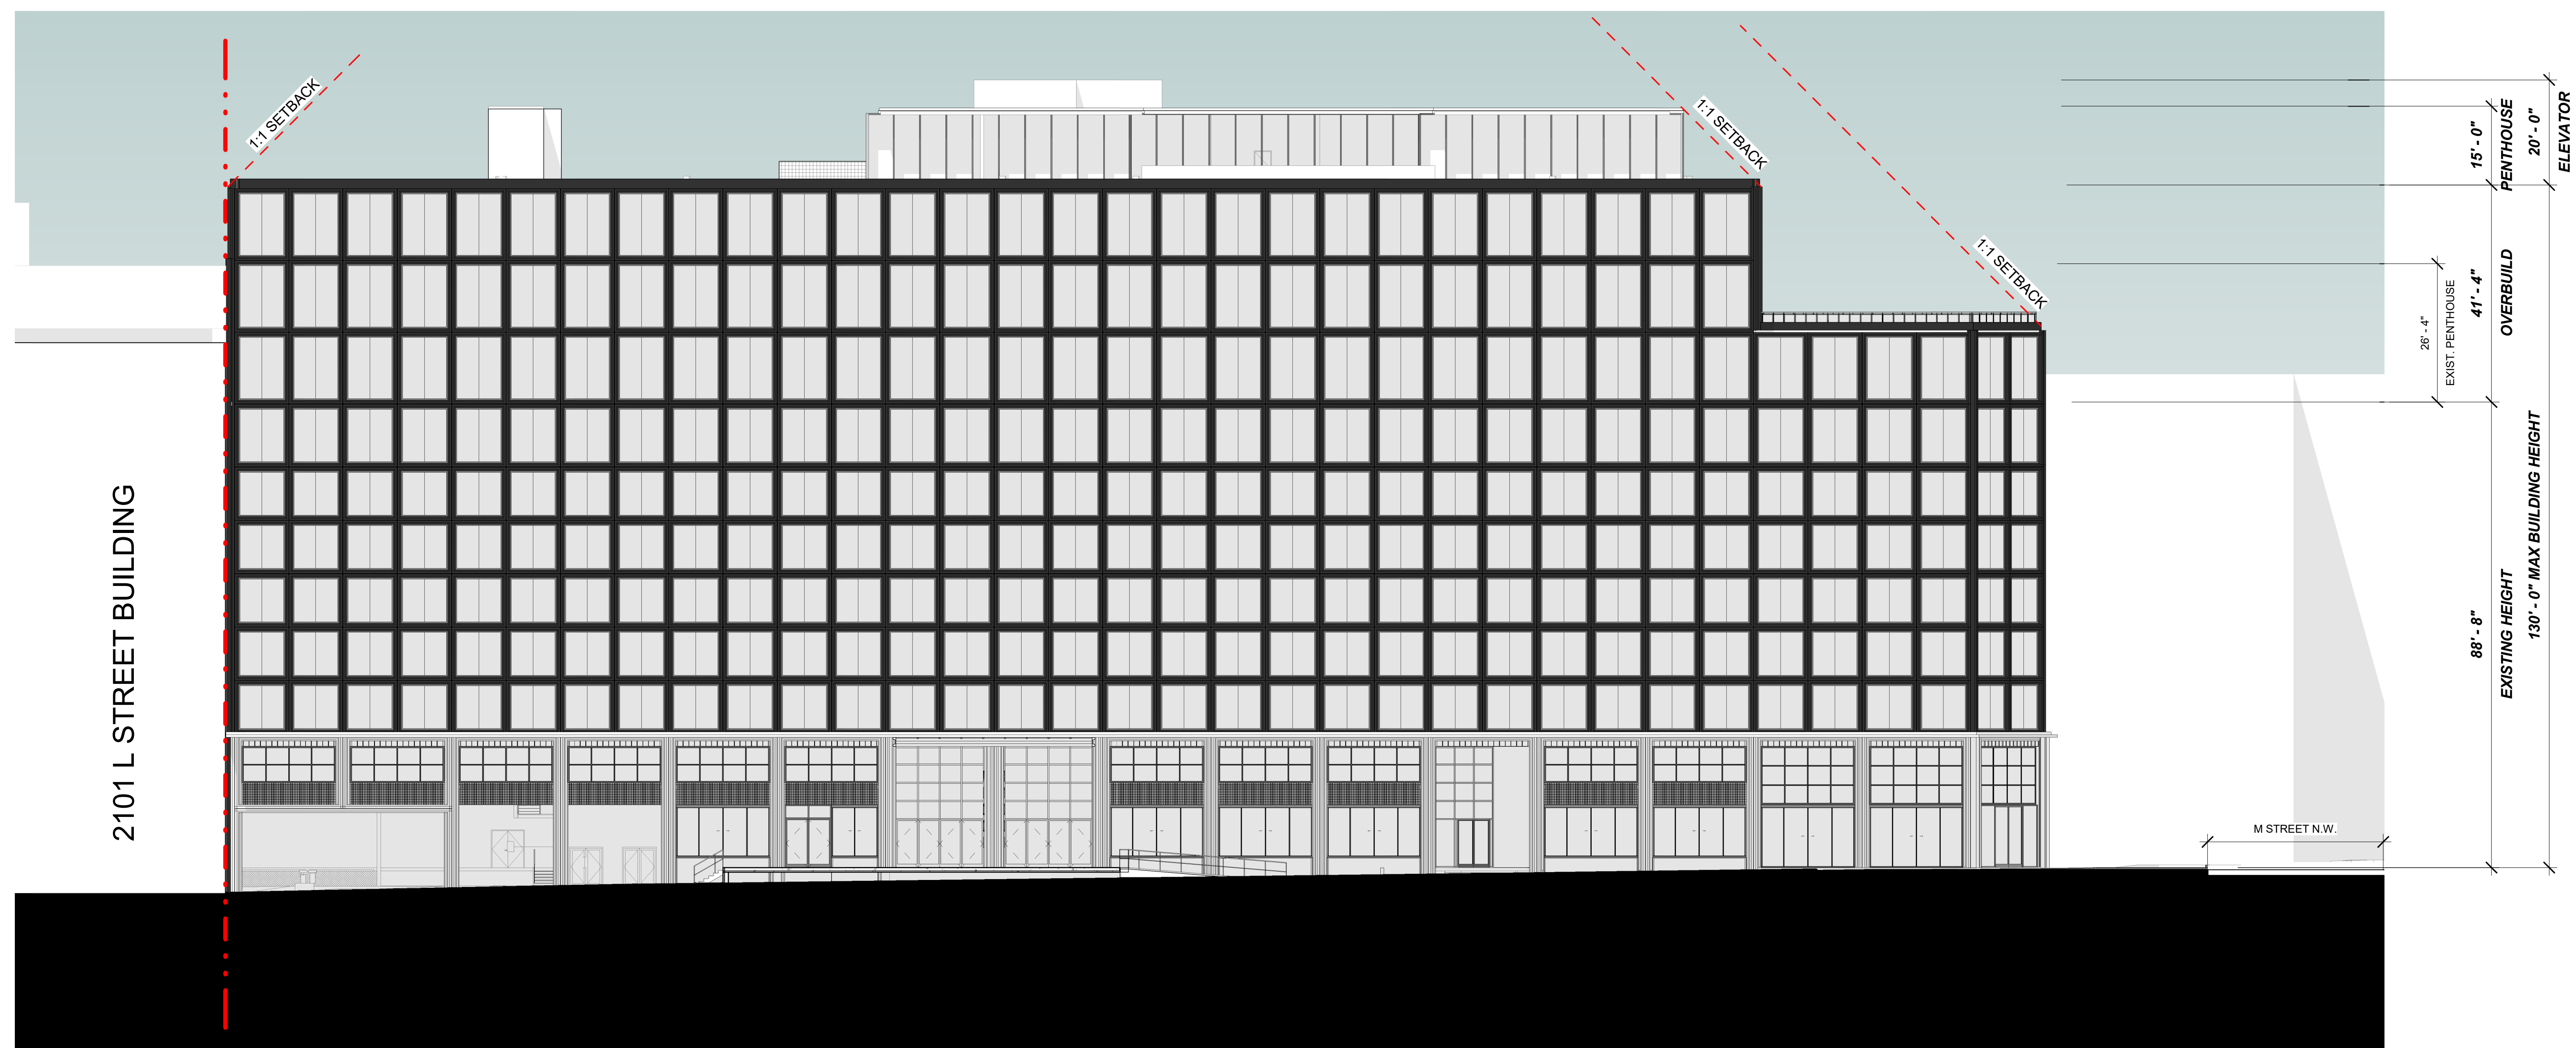 2101 L STREET BUILDING
1:1 SETBACK
1:1 SETBACK
1:1 SETBACK
15' - 0"
PENTHOUSE
20' - 0"
ELEVATOR
41' - 4"
OVERBUILD
26' - 4"
EXIST. PENTHOUSE
88' - 8"
EXISTING HEIGHT
130' - 0" MAX BUILDING HEIGHT
M STREET N.W.